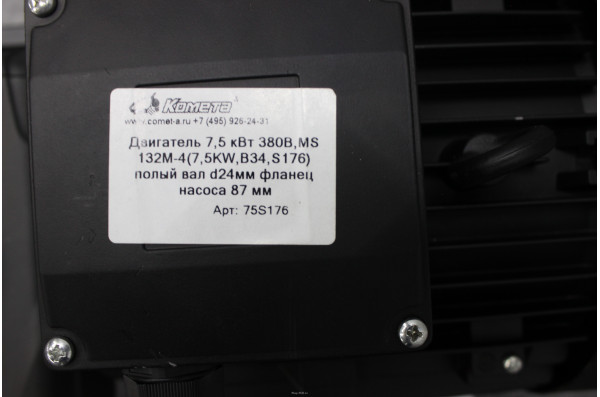 Комета
www.comet-a.ru +7 (495) 926-24-31
Двигатель 7,5 кВт 380В,MS
132M-4(7,5KW,B34,S176)
полый вал d24мм фланец
насоса 87 мм
Арт: 75S176